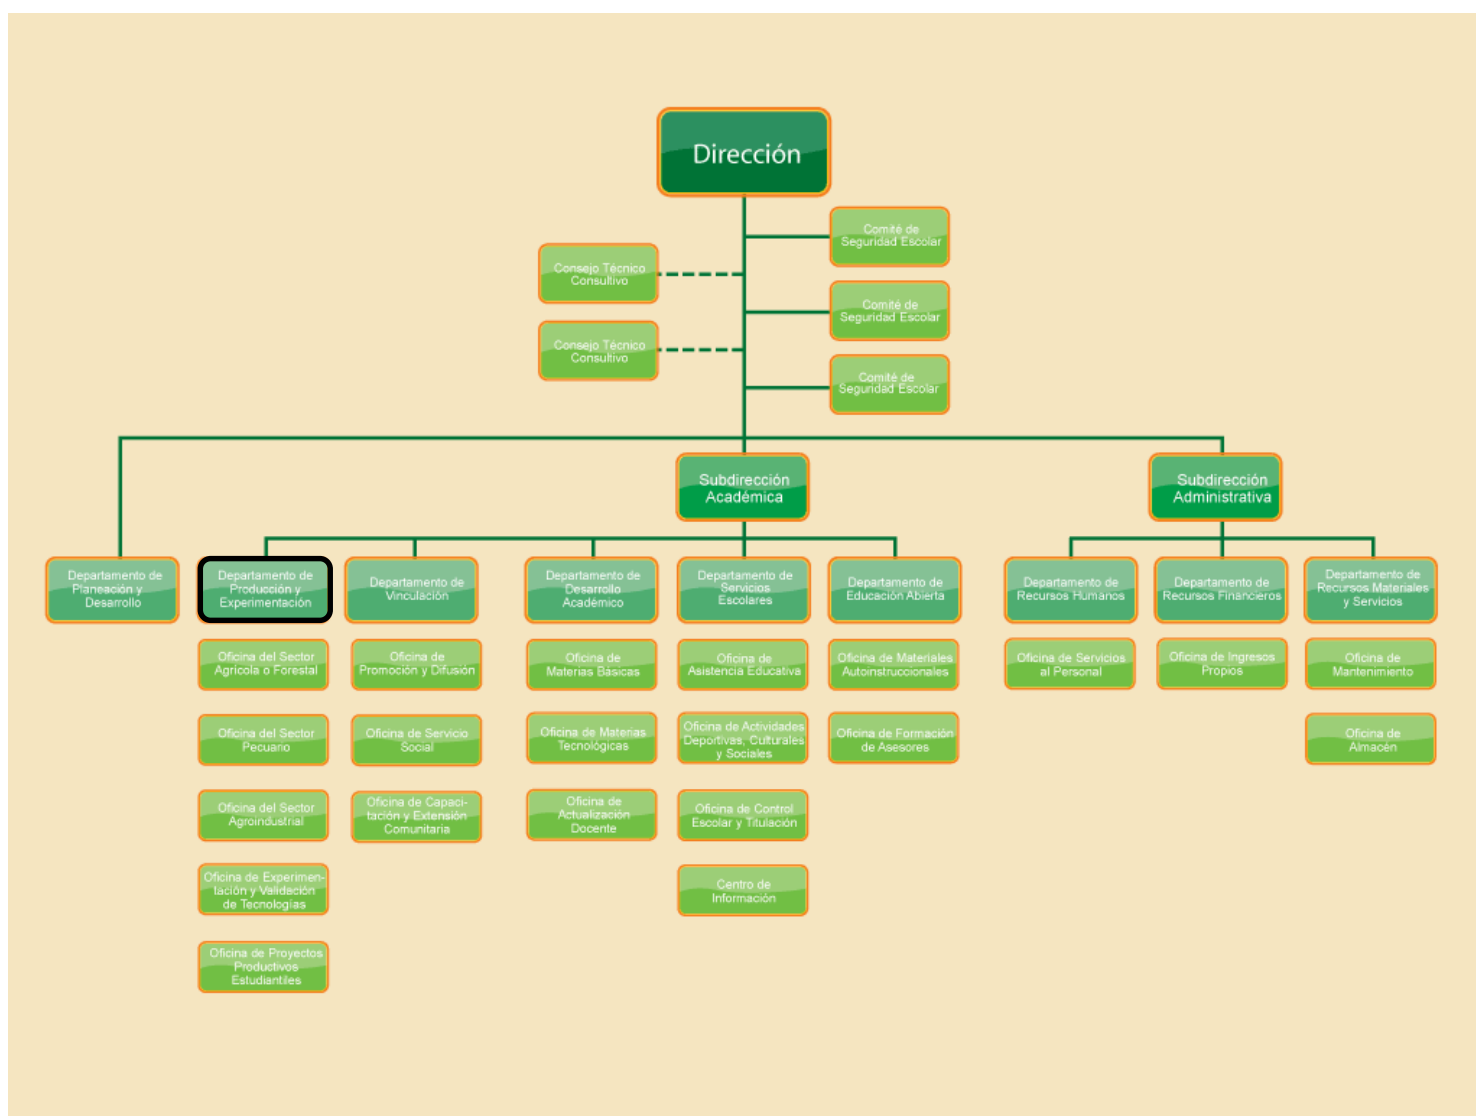 Dirección
Comité de
Seguridad Escolar
Consejo Técnico
Consultivo
Comité de
Seguridad Escolar
Consejo Técnico
Consultivo
Comité de
Seguridad Escolar
Subdirección
Académica
Subdirección
Administrativa
Departamento de
Planeación y
Desarrollo
Departamento de
Producción y
Experimentación
Departamento de
Vinculación
Departamento de
Desarrollo
Académico
Departamento de
Servicios
Escolares
Departamento de
Educación Abierta
Departamento de
Recursos Humanos
Departamento de
Recursos Financieros
Departamento de
Recursos Materiales
y Servicios
Oficina del Sector
Agrícola o Forestal
Oficina de
Promoción y Difusión
Oficina de
Materias Básicas
Oficina de
Asistencia Educativa
Oficina de Materiales
Autoinstruccionales
Oficina de Servicios
al Personal
Oficina de Ingresos
Propios
Oficina de
Mantenimiento
Oficina del Sector
Pecuario
Oficina de Servicio
Social
Oficina de Materias
Tecnológicas
Oficina de Actividades
Deportivas, Culturales
y Sociales
Oficina de Formación
de Asesores
Oficina de
Almacén
Oficina del Sector
Agroindustrial
Oficina de Capaci-
tación y Extensión
Comunitaria
Oficina de
Actualización
Docente
Oficina de Control
Escolar y Titulación
Oficina de Experimen-
tación y Validación
de Tecnologías
Centro de
Información
Oficina de Proyectos
Productivos
Estudiantiles